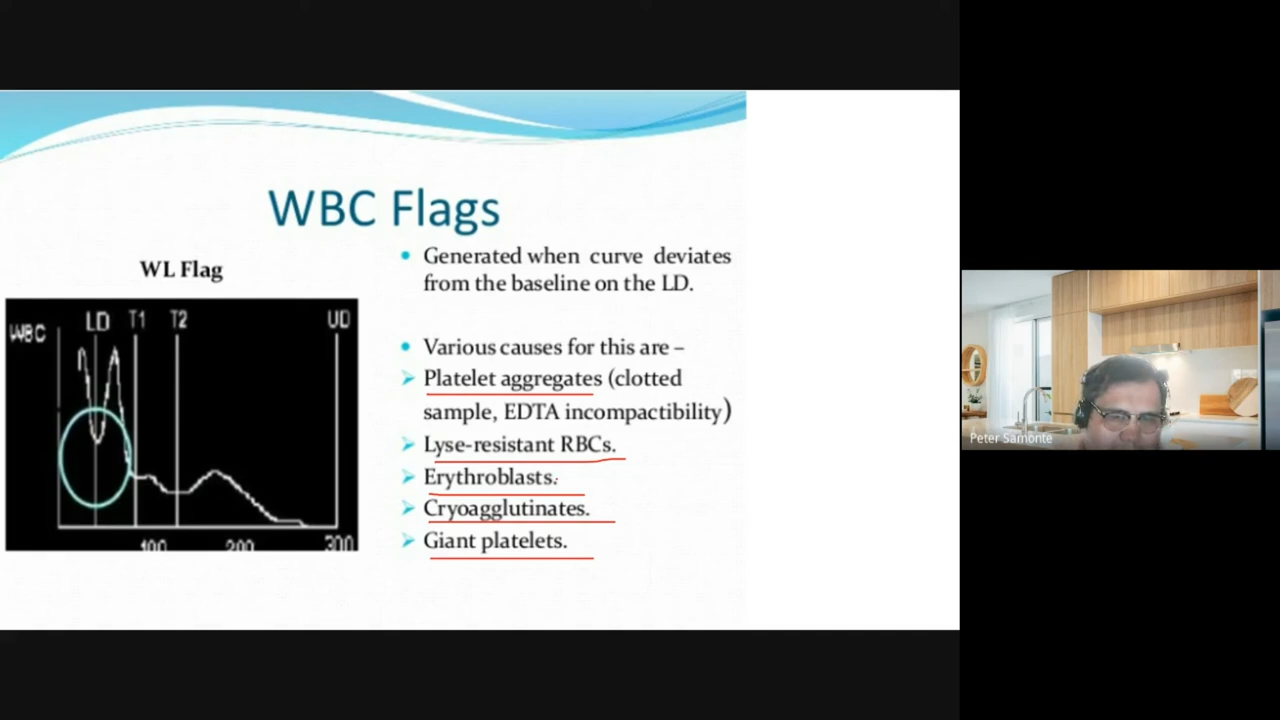 WBC Flags
WL Flag
WBC LD T1 T2 UD
100 200 300
• Generated when curve deviates
from the baseline on the LD.
• Various causes for this are –
➢ Platelet aggregates (clotted
sample, EDTA incompactibility)
➢ Lyse-resistant RBCs.
➢ Erythroblasts.
➢ Cryoagglutinates.
➢ Giant platelets.
Peter Samonte